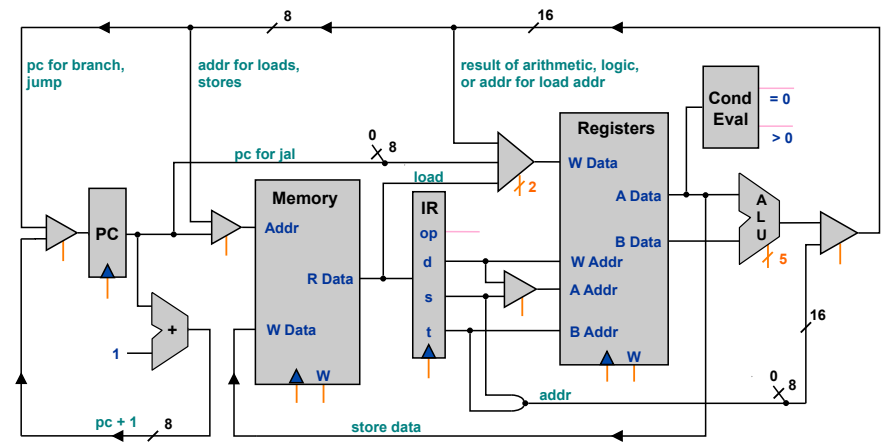 8
16
pc for branch,
jump
addr for loads,
stores
result of arithmetic, logic,
or addr for load addr
Cond
Eval
= 0
> 0
Registers
0
8
pc for jal
W Data
load
2
Memory
IR
A Data
A
L
U
PC
Addr
op
B Data
5
R Data
d
W Addr
s
A Addr
+
1
W Data
t
B Addr
16
W
W
0
8
addr
pc + 1
8
store data